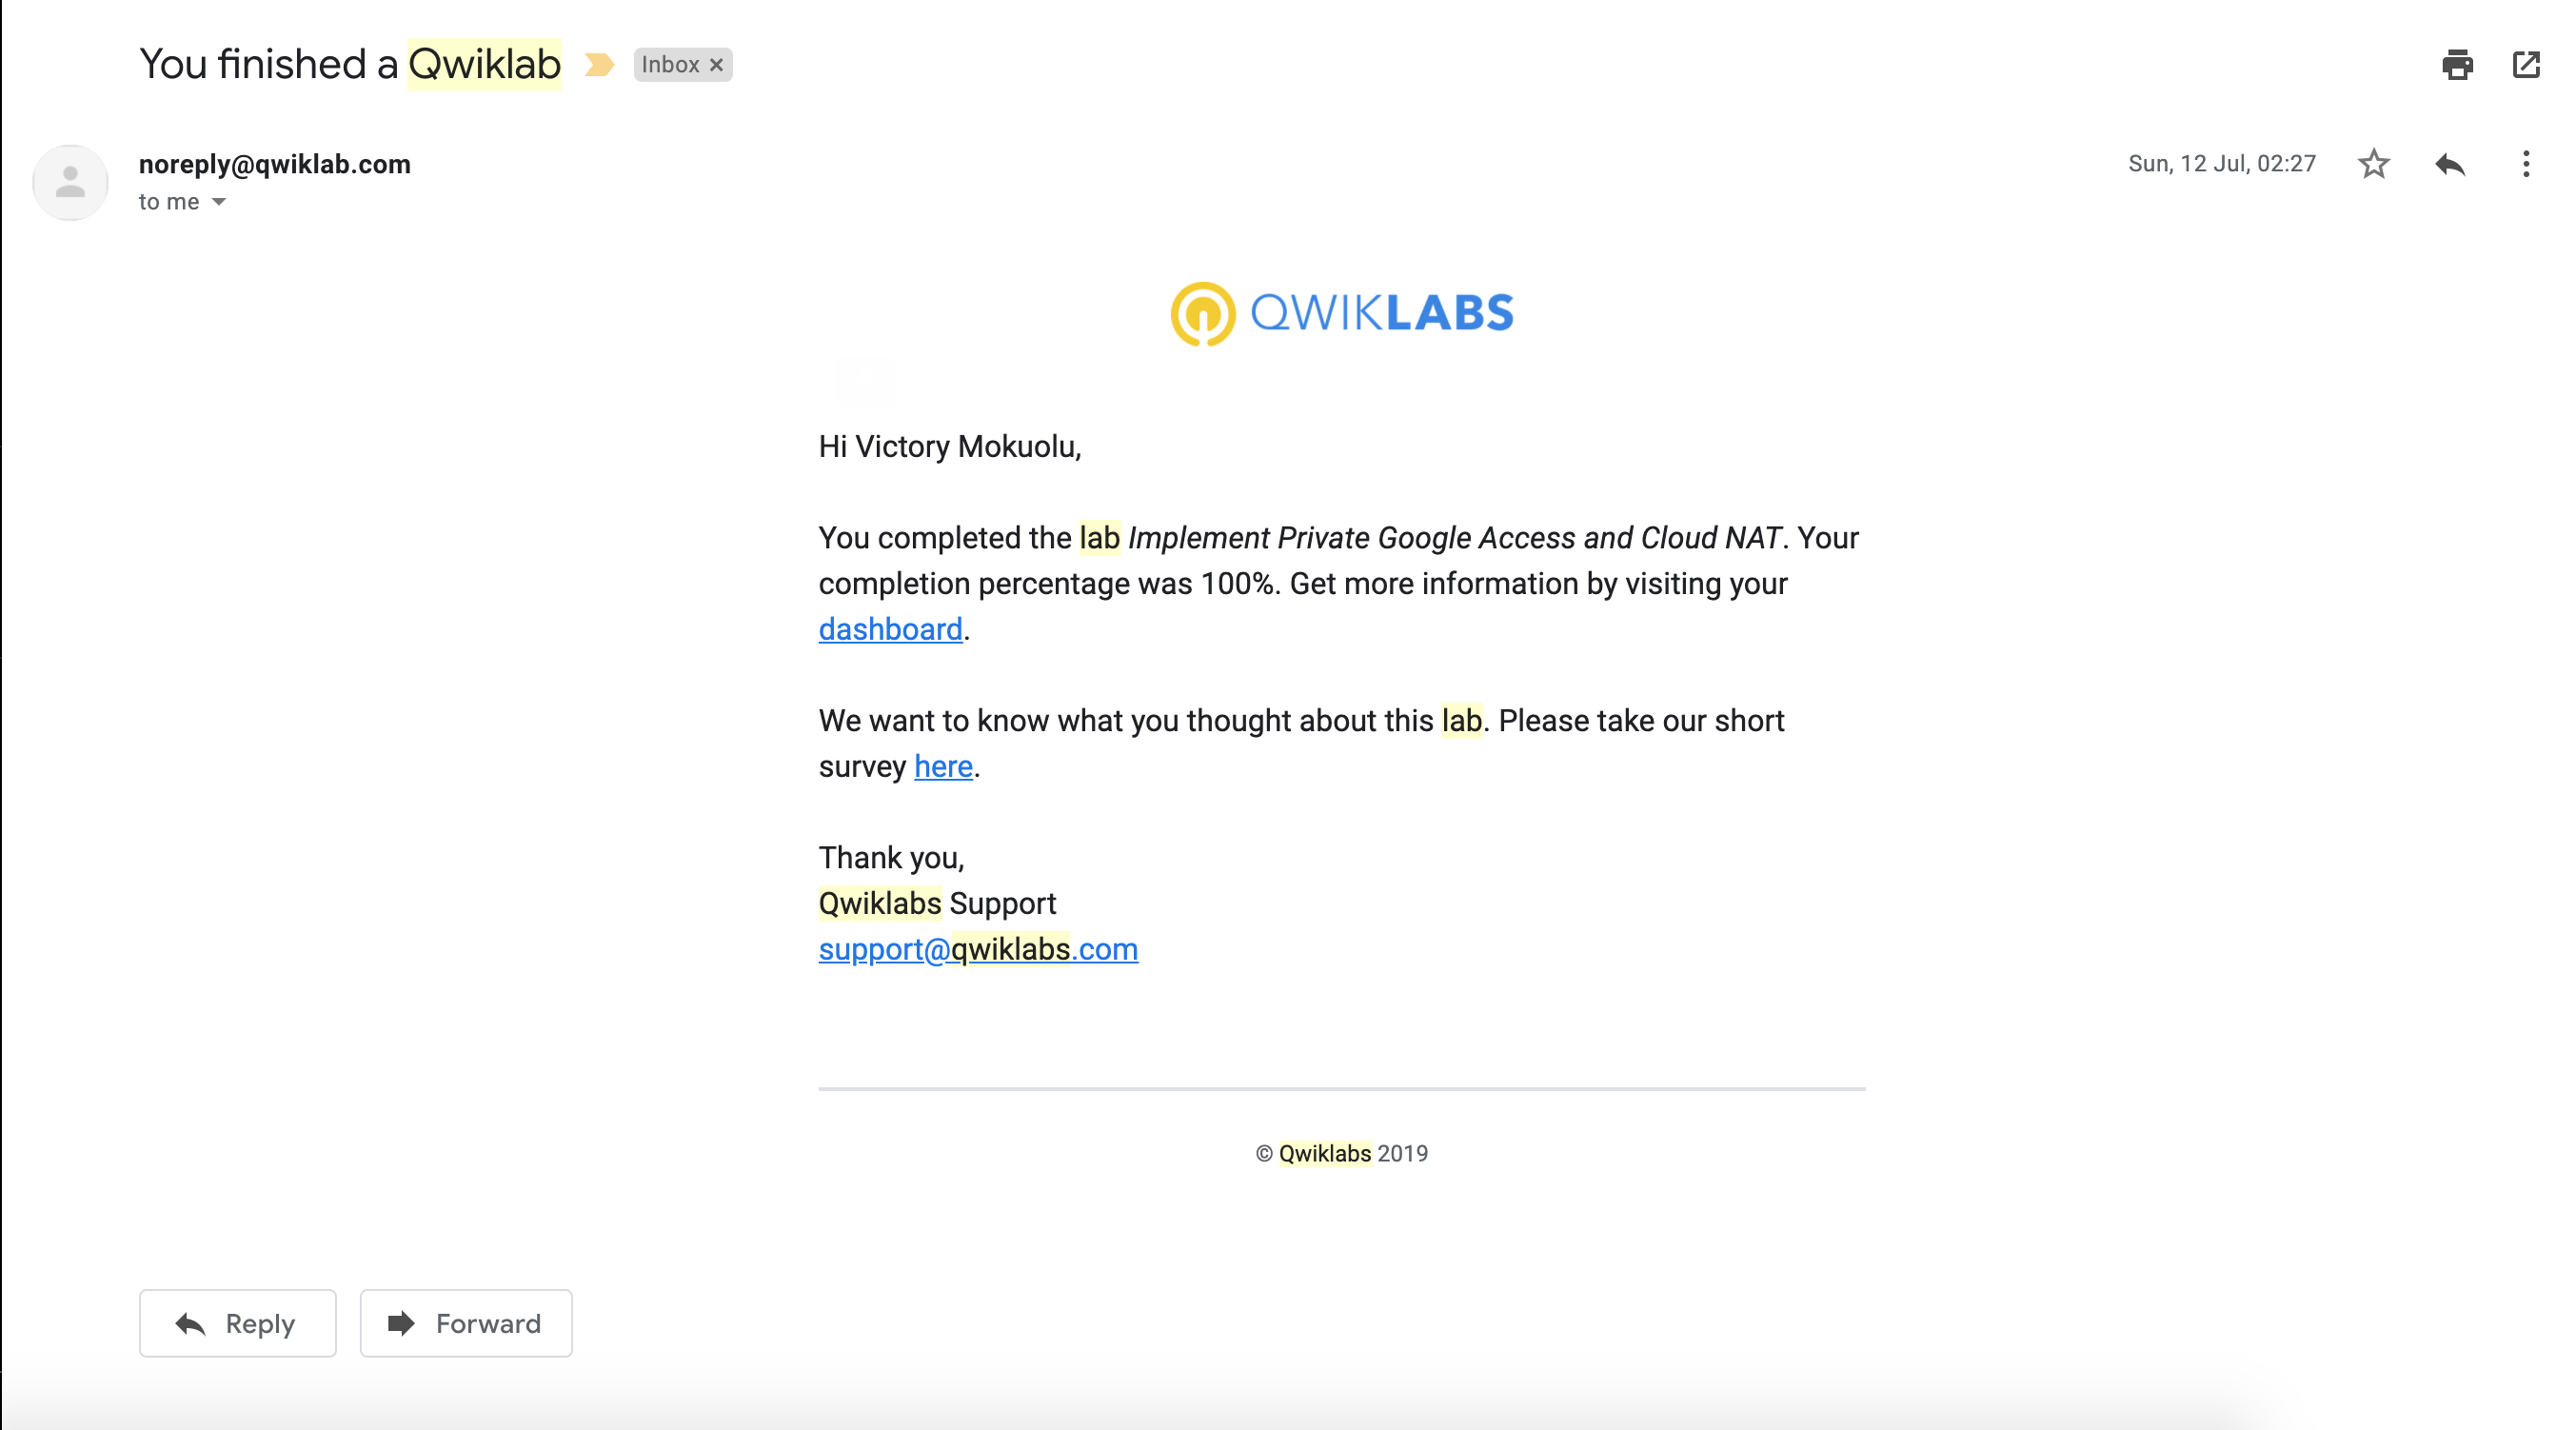 You finished a Qwiklab Inbox ×
noreply@qwiklab.com Sun, 12 Jul, 02:27
to me
QWIKLABS
Hi Victory Mokuolu,
You completed the lab Implement Private Google Access and Cloud NAT. Your
completion percentage was 100%. Get more information by visiting your
dashboard.
We want to know what you thought about this lab. Please take our short
survey here.
Thank you,
Qwiklabs Support
support@qwiklabs.com
© Qwiklabs 2019
Reply Forward